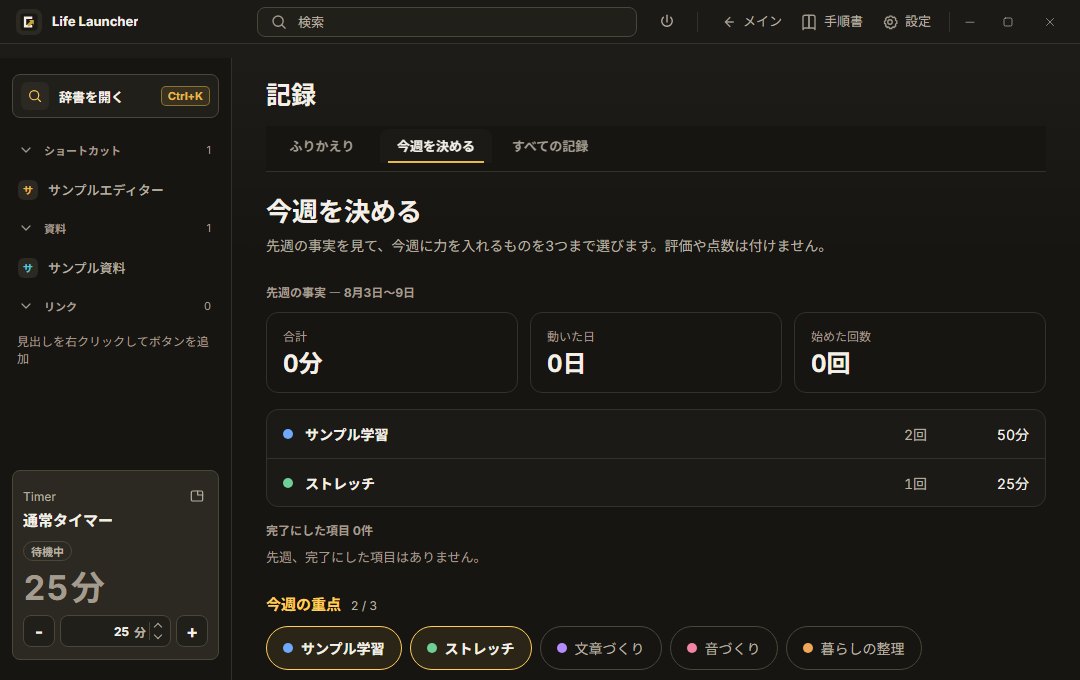 Life Launcher
検索
メイン
手順書
設定
辞書を開く Ctrl+K
ショートカット 1
サ サンプルエディター
資料 1
サ サンプル資料
リンク 0
見出しを右クリックしてボタンを追
加
Timer
通常タイマー
待機中
25分
- 25 分 +
記録
ふりかえり 今週を決める すべての記録
今週を決める
先週の事実を見て、今週に力を入れるものを3つまで選びます。評価や点数は付けません。
先週の事実 — 8月3日〜9日
合計 動いた日 始めた回数
0分 0日 0回
サンプル学習 2回 50分
ストレッチ 1回 25分
完了にした項目 0件
先週、完了にした項目はありません。
今週の重点 2 / 3
サンプル学習 ストレッチ 文章づくり 音づくり 暮らしの整理